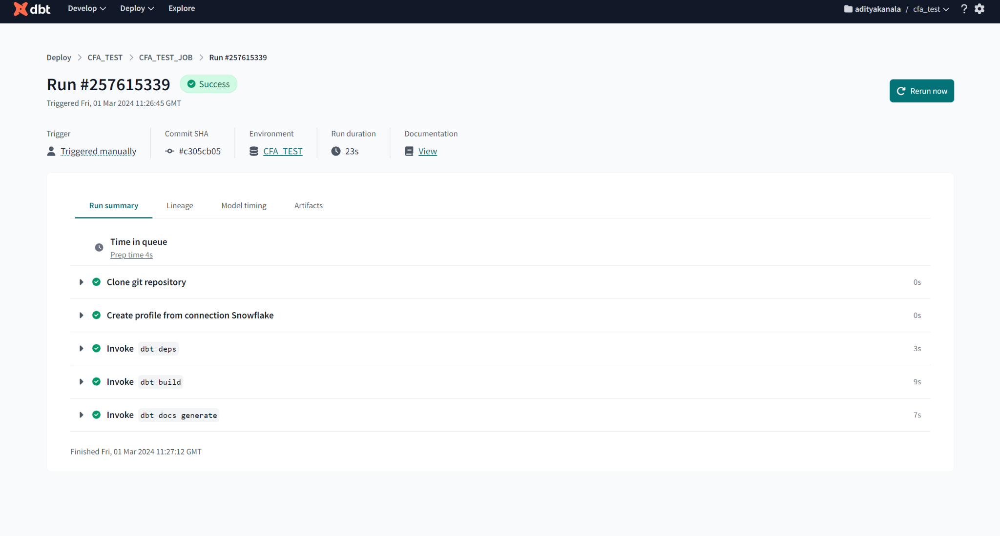 dbt Develop Deploy Explore adityakanala / cfa_test ?
Deploy CFA_TEST CFA_TEST_JOB Run #257615339
Run #257615339 Success
Rerun now
Triggered Fri, 01 Mar 2024 11:26:45 GMT
Trigger Commit SHA Environment Run duration Documentation
Triggered manually #c305cb05 CFA_TEST 23s View
Run summary Lineage Model timing Artifacts
Time in queue
Prep time 4s
Clone git repository 0s
Create profile from connection Snowflake 0s
Invoke dbt deps 3s
Invoke dbt build 9s
Invoke dbt docs generate 7s
Finished Fri, 01 Mar 2024 11:27:12 GMT